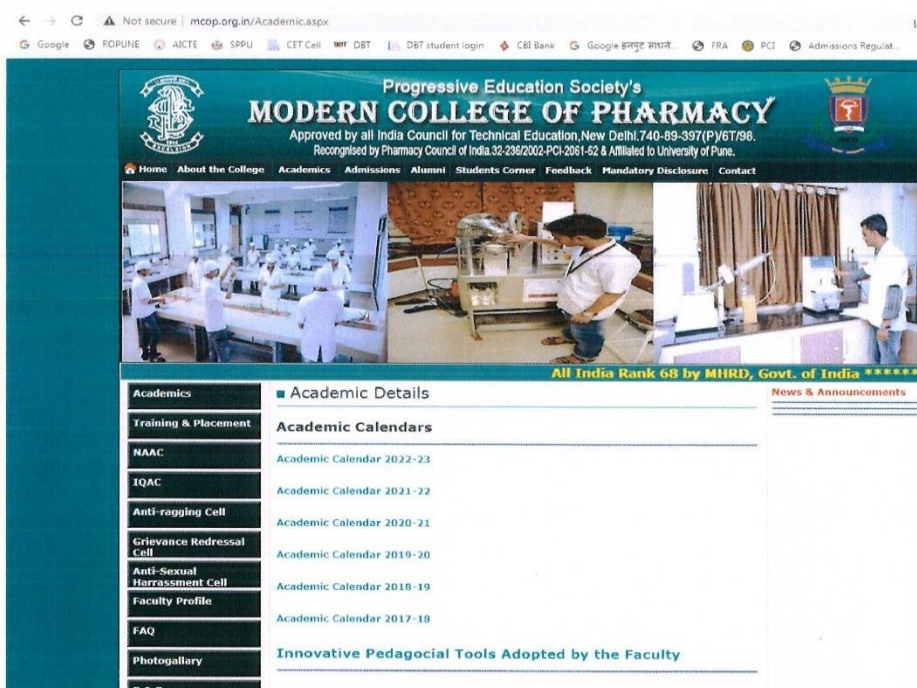 Not secure | mcop.org.in/Academic.aspx
Google ROPUNE AICTE SPPU CET Cell DBT DBT student login CBI Bank Google इनपुट साधने... FRA PCI Admissions Regulat...
Progressive Education Society's
MODERN COLLEGE OF PHARMACY
Approved by all India Council for Technical Education,New Delhi.740-89-397(P)/6T/98.
Recongnised by Pharmacy Council of India.32-236/2002-PCI-2061-62 & Affiliated to University of Pune.
Home About the College Academics Admissions Alumni Students Corner Feedback Mandatory Disclosure Contact
All India Rank 68 by MHRD, Govt. of India ******
Academics
Training & Placement
NAAC
IQAC
Anti-ragging Cell
Grievance Redressal
Cell
Anti-Sexual
Harrassment Cell
Faculty Profile
FAQ
Photogallary
Academic Details
Academic Calendars
Academic Calendar 2022-23
Academic Calendar 2021-22
Academic Calendar 2020-21
Academic Calendar 2019-20
Academic Calendar 2018-19
Academic Calendar 2017-18
Innovative Pedagocial Tools Adopted by the Faculty
News & Announcements